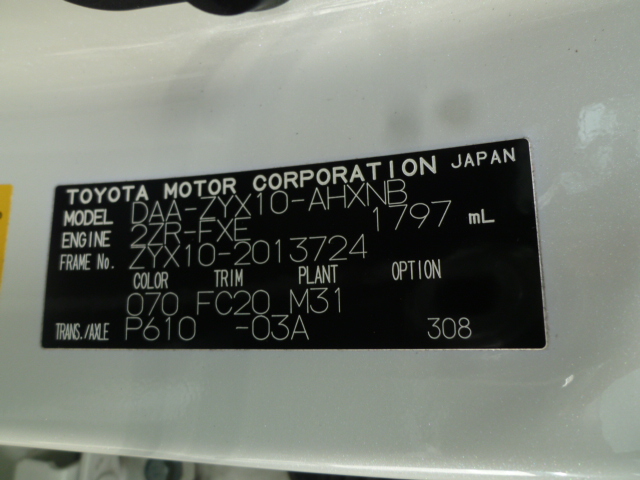 TOYOTA MOTOR CORPORATION JAPAN
MODEL DAA-ZYX10-AHXNB
ENGINE 2ZR-FXE 1797 mL
FRAME No. ZYX10-2013724
COLOR TRIM PLANT OPTION
070 FC20 M31
TRANS./AXLE P610 -03A 308